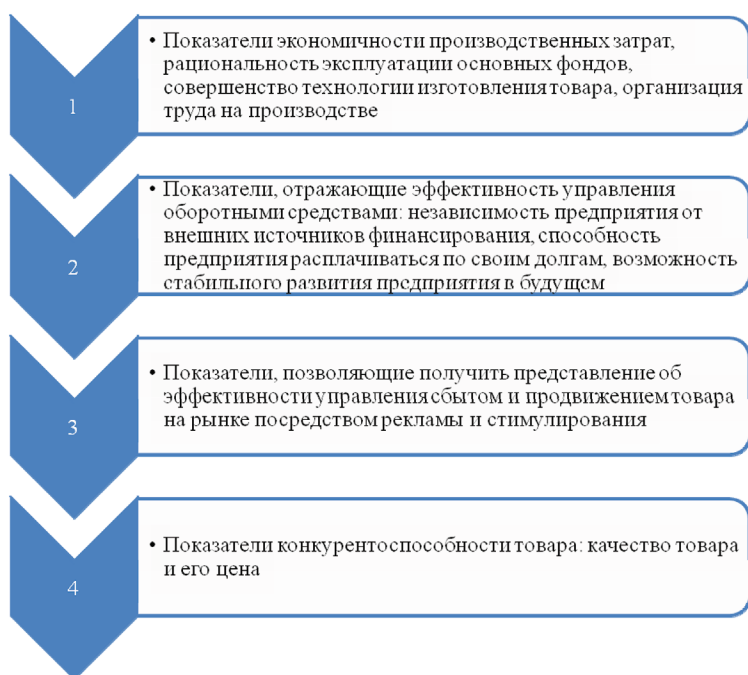 1
• Показатели экономичности производственных затрат,
рациональность эксплуатации основных фондов,
совершенство технологии изготовления товара, организация
труда на производстве
2
• Показатели, отражающие эффективность управления
оборотными средствами: независимость предприятия от
внешних источников финансирования, способность
предприятия расплачиваться по своим долгам, возможность
стабильного развития предприятия в будущем
3
• Показатели, позволяющие получить представление об
эффективности управления сбытом и продвижением товара
на рынке посредством рекламы и стимулирования
4
• Показатели конкурентоспособности товара: качество товара
и его цена